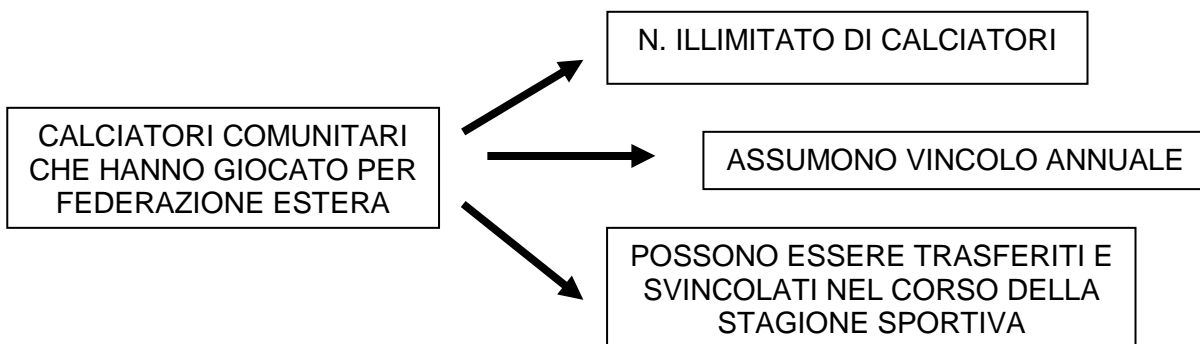 CALCIATORI COMUNITARI
CHE HANNO GIOCATO PER
FEDERAZIONE ESTERA
N. ILLIMITATO DI CALCIATORI
ASSUMONO VINCOLO ANNUALE
POSSONO ESSERE TRASFERITI E
SVINCOLATI NEL CORSO DELLA
STAGIONE SPORTIVA